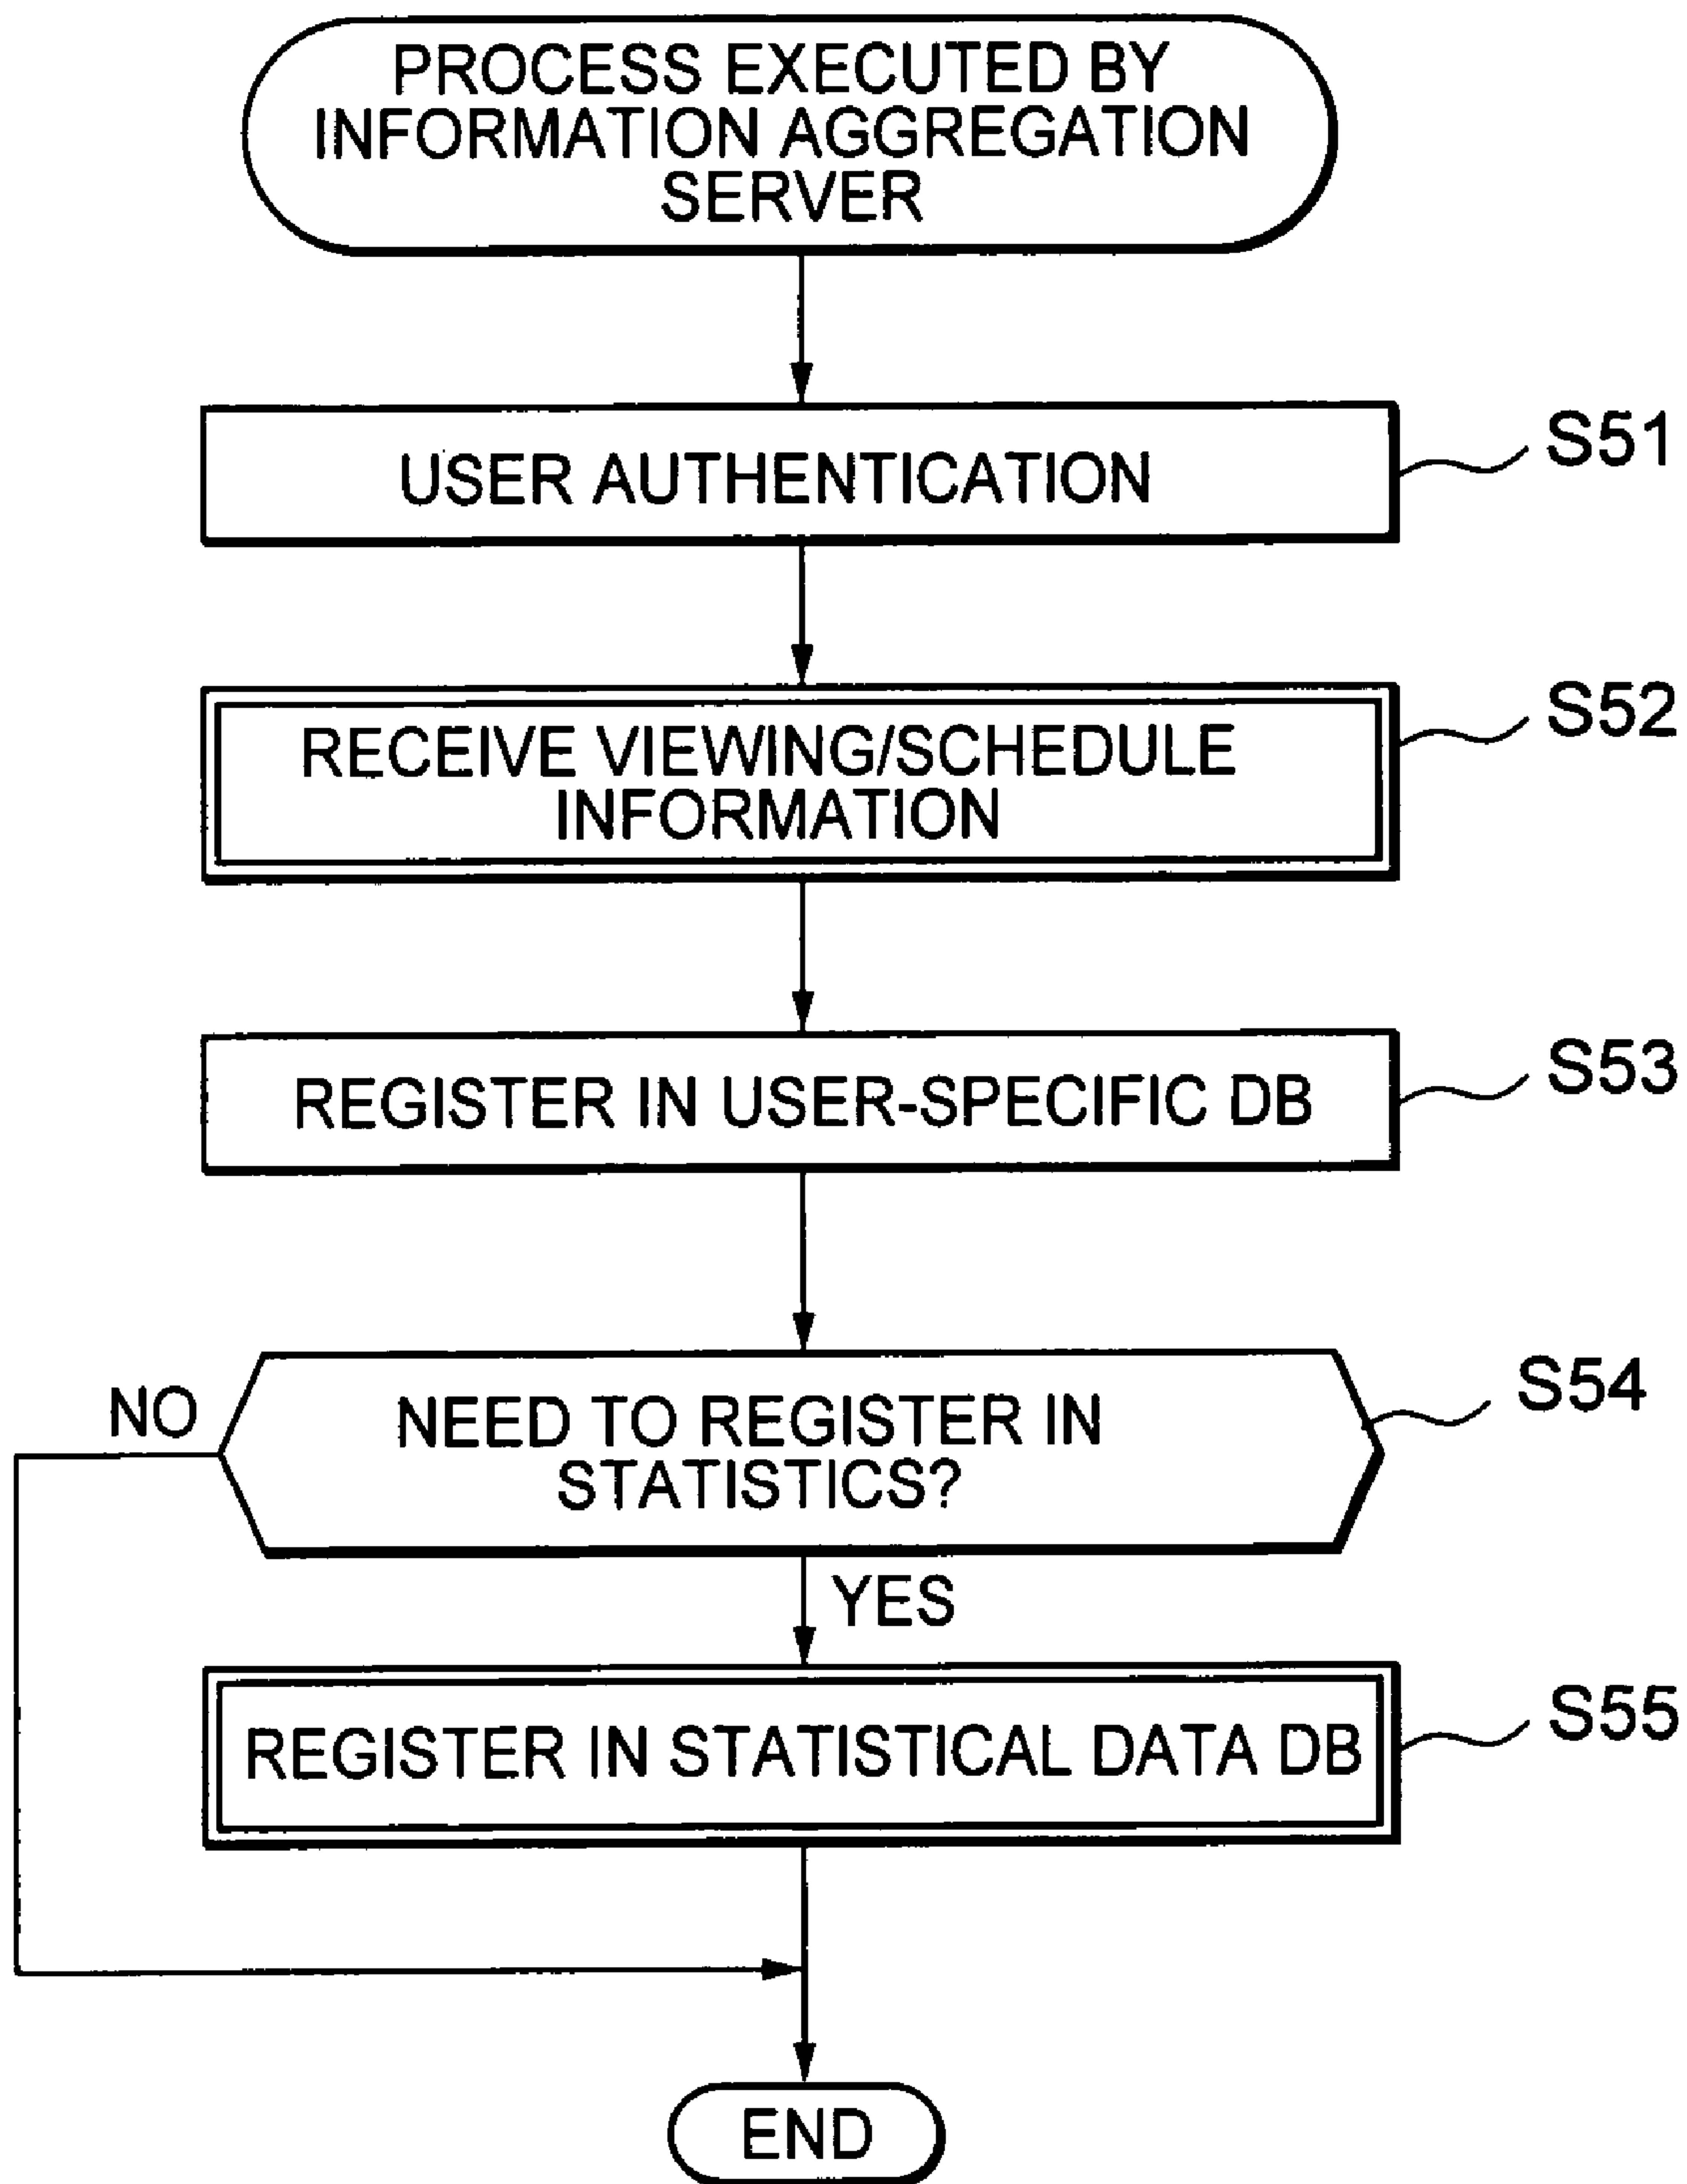 PROCESS EXECUTED BY
INFORMATION AGGREGATION
SERVER
USER AUTHENTICATION
S51
RECEIVE VIEWING/SCHEDULE
INFORMATION
S52
REGISTER IN USER-SPECIFIC DB
S53
NEED TO REGISTER IN
STATISTICS?
S54
NO
YES
REGISTER IN STATISTICAL DATA DB
S55
END